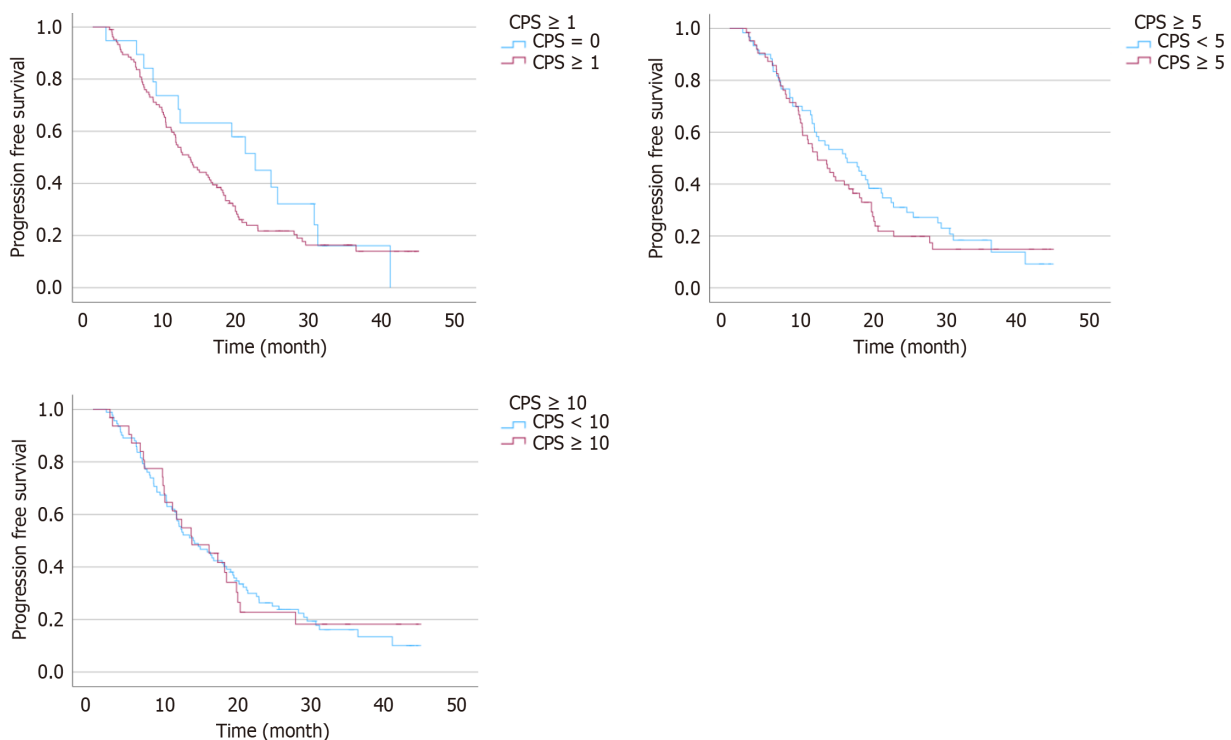 CPS ≥ 1
CPS = 0
CPS ≥ 1
1.0
0.8
0.6
0.4
0.2
0.0
Progression free survival
0 10 20 30 40 50
Time (month)
CPS ≥ 5
CPS < 5
CPS ≥ 5
1.0
0.8
0.6
0.4
0.2
0.0
Progression free survival
0 10 20 30 40 50
Time (month)
CPS ≥ 10
CPS < 10
CPS ≥ 10
1.0
0.8
0.6
0.4
0.2
0.0
Progression free survival
0 10 20 30 40 50
Time (month)